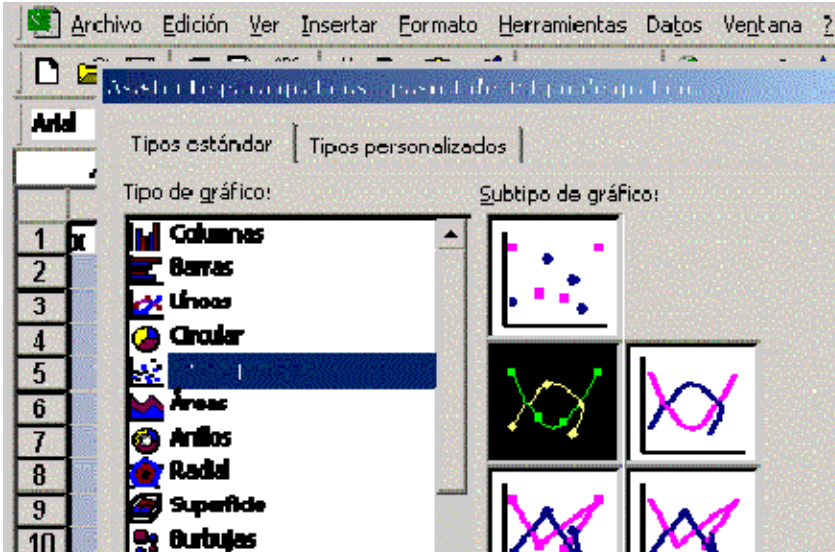 Archivo Edición Ver Insertar Formato Herramientas Datos Ventana ?
Arial
Tipos estándar Tipos personalizados
Tipo de gráfico:
Subtipo de gráfico:
Columnas
Barras
Líneas
Circular
Áreas
Anillos
Radial
Superficie
Burbujas
1
2
3
4
5
6
7
8
9
10